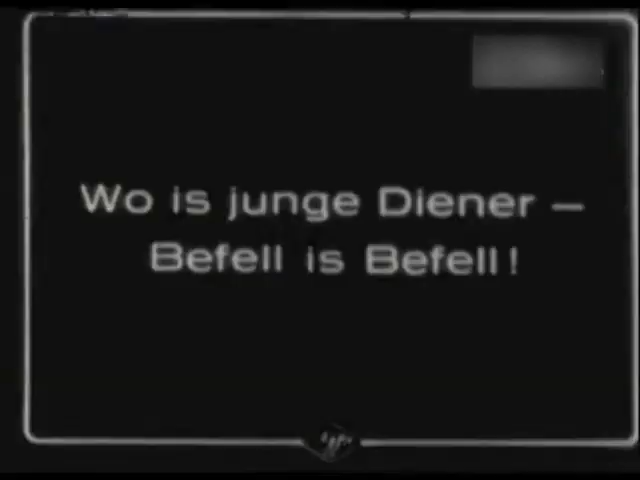 Wo is junge Diener —
Befell is Befell!